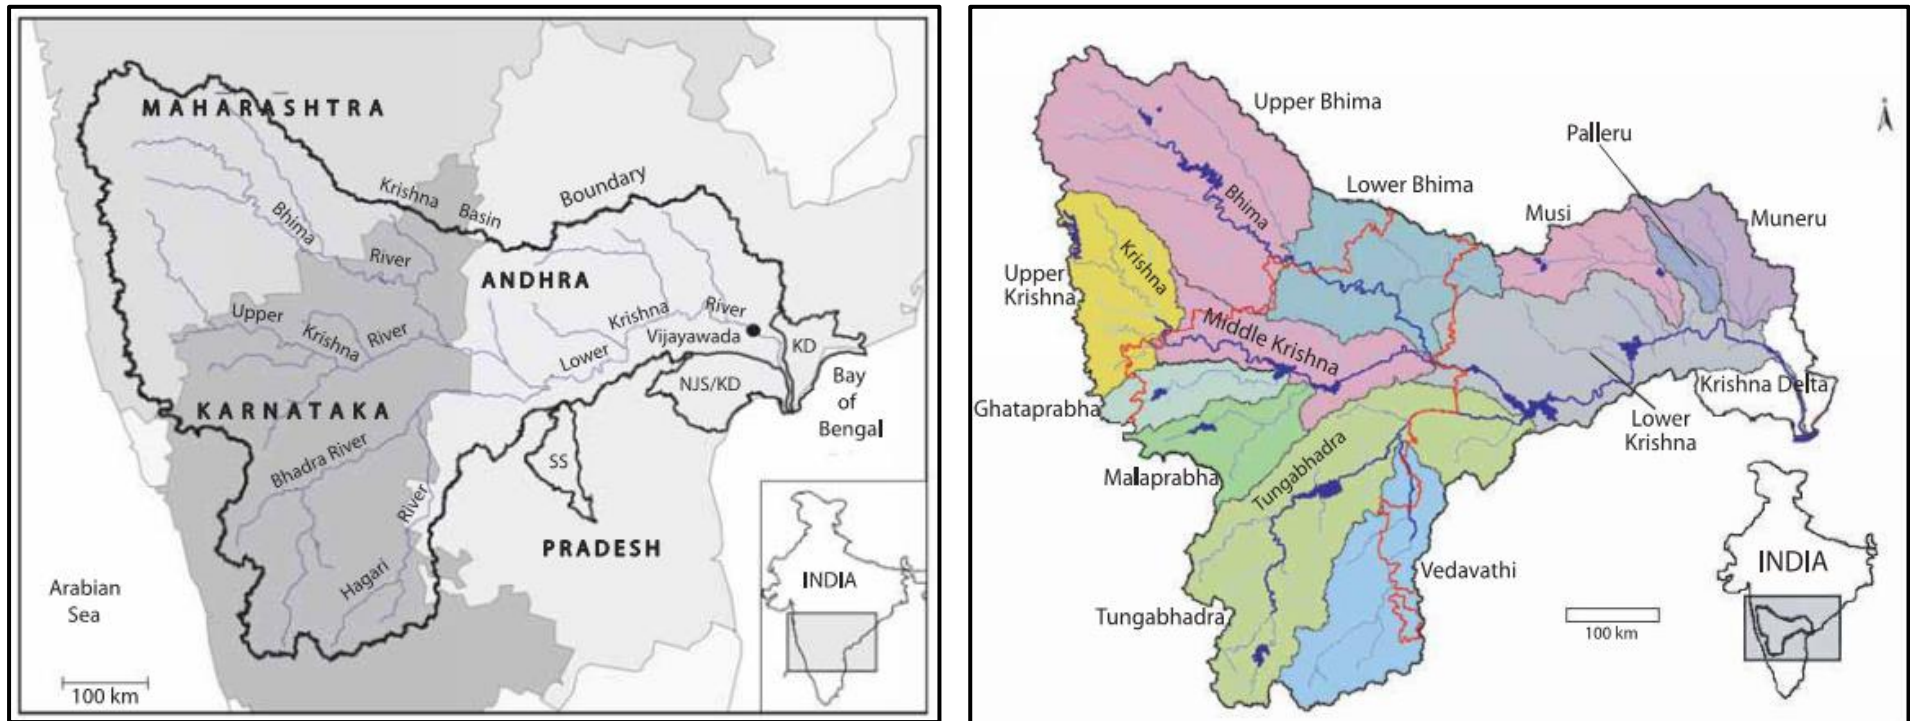 MAHARASHTRA
Krishna Basin Boundary
Bhima River
ANDHRA
Upper Krishna River
Lower Krishna River
Vijayawada
KD
NJS/KD
Bay
of
Bengal
KARNATAKA
Bhadra River
SS
Hagari River
PRADESH
Arabian
Sea
INDIA
100 km
Upper Bhima
Palleru
Lower Bhima
Bhima
Musi
Muneru
Krishna
Upper
Krishna
Middle Krishna
Krishna Delta
Ghataprabha
Lower
Krishna
Malaprabha
Tungabhadra
Vedavathi
INDIA
Tungabhadra
100 km